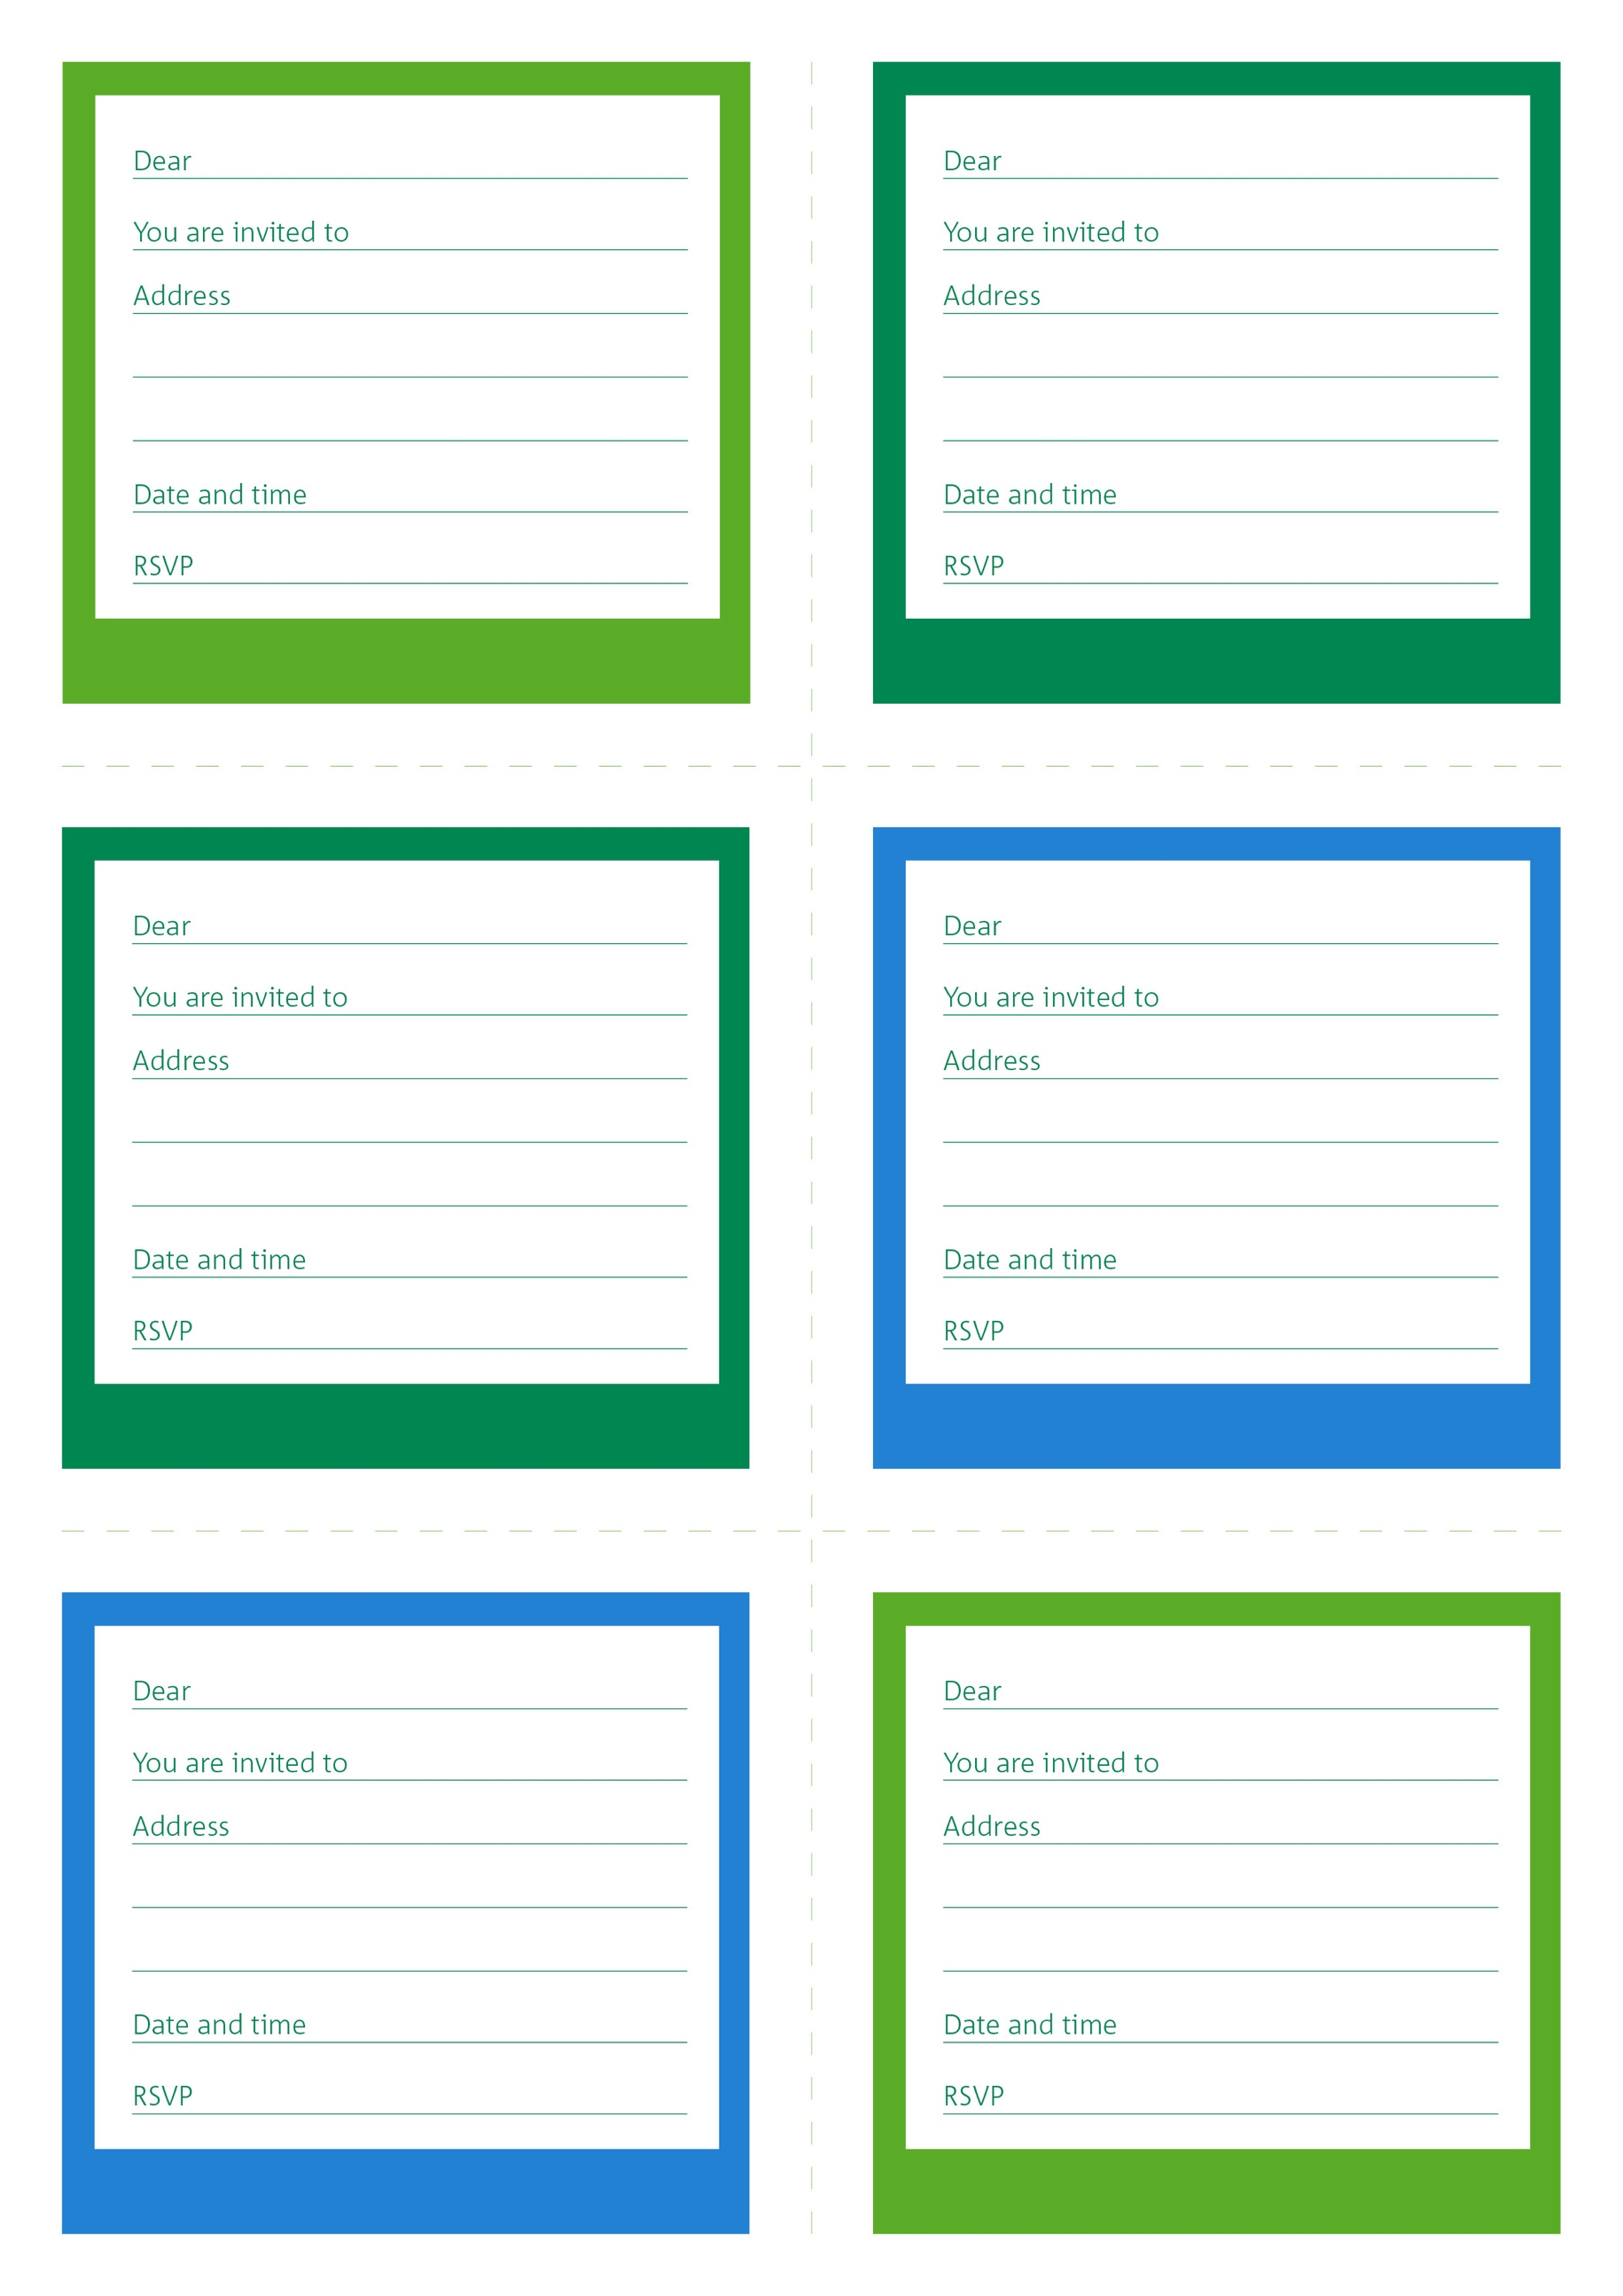 Dear
You are invited to
Address
Date and time
RSVP
Dear
You are invited to
Address
Date and time
RSVP
Dear
You are invited to
Address
Date and time
RSVP
Dear
You are invited to
Address
Date and time
RSVP
Dear
You are invited to
Address
Date and time
RSVP
Dear
You are invited to
Address
Date and time
RSVP